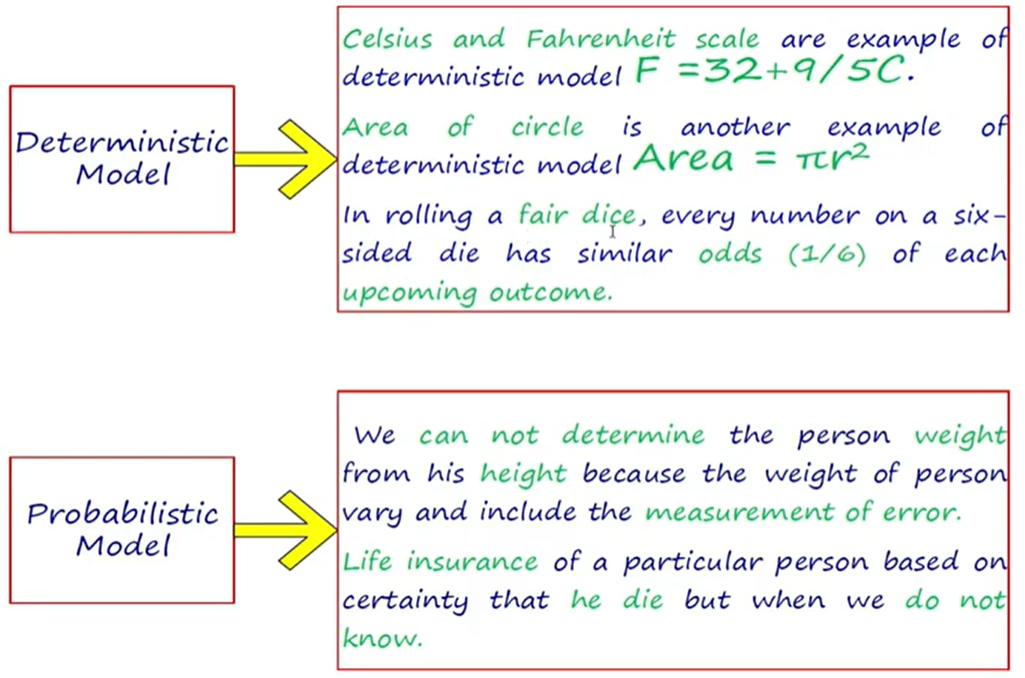 Deterministic
Model
Celsius and Fahrenheit scale are example of
deterministic model F =32+9/5C.
Area of circle is another example of
deterministic model Area = πr²
In rolling a fair dice, every number on a six-
sided die has similar odds (1/6) of each
upcoming outcome.
Probabilistic
Model
We can not determine the person weight
from his height because the weight of person
vary and include the measurement of error.
Life insurance of a particular person based on
certainty that he die but when we do not
know.